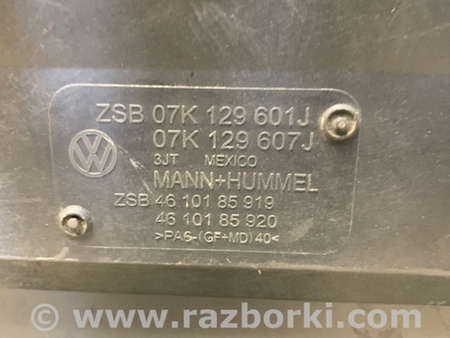 ZSB 07K 129 601J
07K 129 607J
3JT MEXICO
MANN+HUMMEL
ZSB 46 101 85 919
46 101 85 920
>PA6-(GF+MD)40<
© www.razborki.com